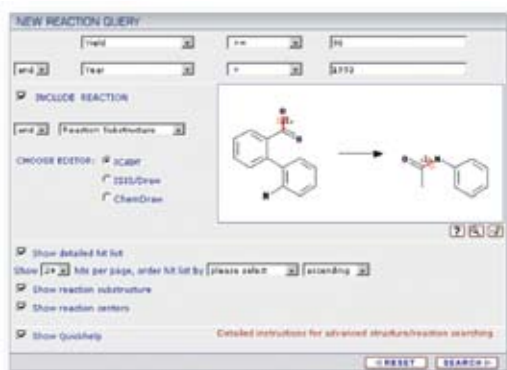 NEW REACTION QUERY
Yield >=
and Year
INCLUDE REACTION
and Reaction Substructure
CHOOSE EDITOR:
ISIS/Draw
ChemDraw
Show detailed hit list
Show hits per page, order hit list by please select ascending
Show reaction substructure
Show reaction centers
Show Quickhelp Detailed instructions for advanced structure/reaction searching
RESET SEARCH